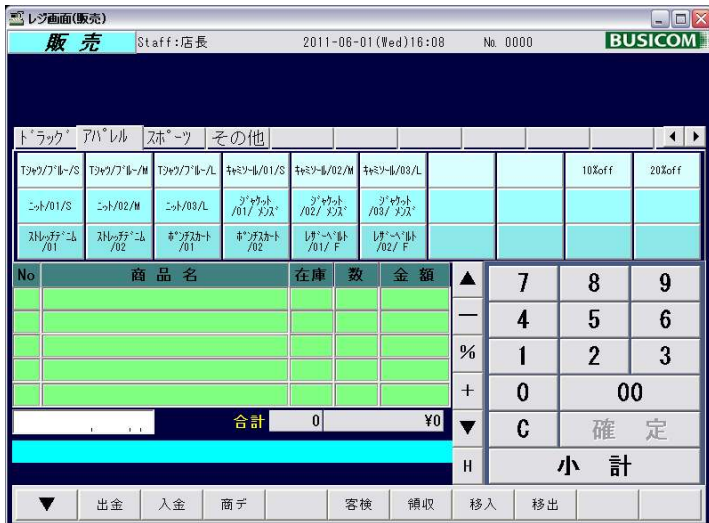 レジ画面(販売)
販売 Staff:店長 2011-06-01(Wed)16:08 No. 0000 BUSICOM
ドラッグ アパレル スポーツ その他
Tシャツ/ブルー/S Tシャツ/ブルー/M Tシャツ/ブルー/L キャミソール/01/S キャミソール/02/M キャミソール/03/L 10%off 20%off
ニット/01/S ニット/02/M ニット/03/L ジャケット/01/ メンズ ジャケット/02/ メンズ ジャケット/03/ メンズ
ストレッチデニム/01 ストレッチデニム/02 ポンチスカート/01 ポンチスカート/02 レザーベルト/01/ F レザーベルト/02/ F
No 商品名 在庫 数 金額 ▲ 7 8 9
― 4 5 6
% 1 2 3
+ 0 00
合計 0 ¥0 ▼ C 確定
H 小計
▼ 出金 入金 商デ 客検 領収 移入 移出